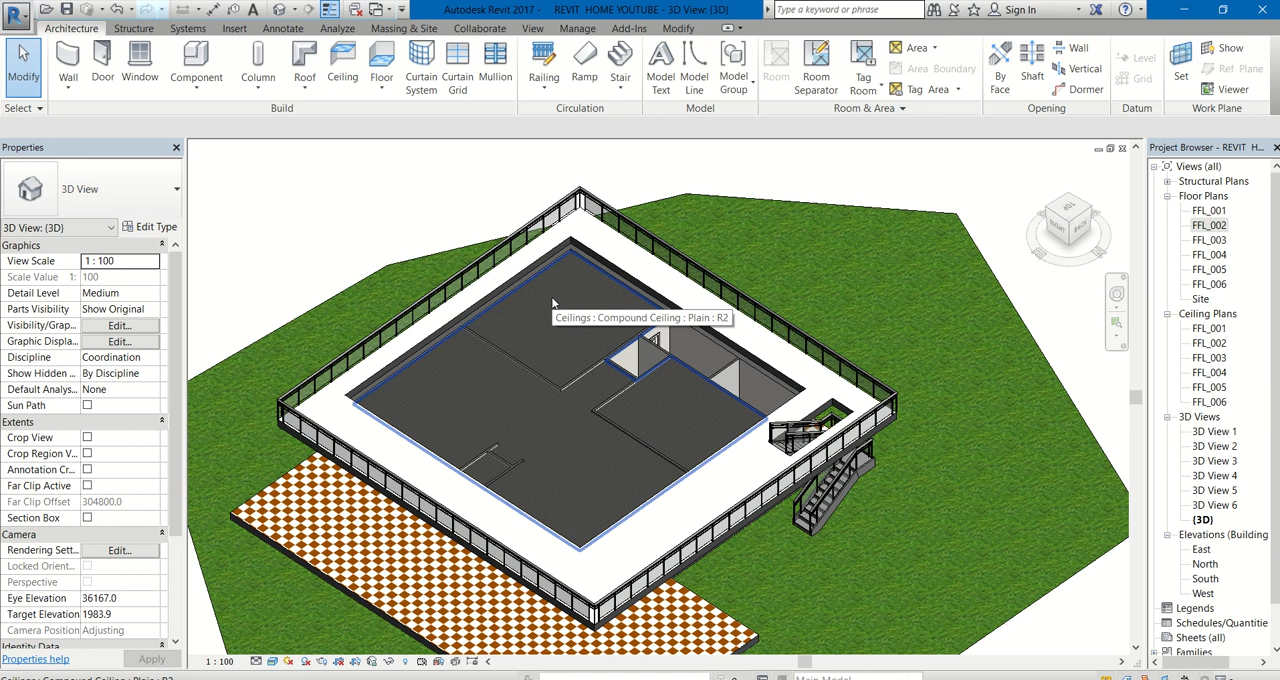 Autodesk Revit 2017 - REVIT HOME YOUTUBE - 3D View: {3D}
Type a keyword or phrase
Sign In
Architecture Structure Systems Insert Annotate Analyze Massing & Site Collaborate View Manage Add-Ins Modify
Modify Wall Door Window Component Column Roof Ceiling Floor Curtain System Curtain Grid Mullion Railing Ramp Stair Model Text Model Line Model Group Room Room Separator Tag Room
Area
Area Boundary
Tag Area
By Face Shaft
Wall
Vertical
Dormer
Level
Grid
Set
Show
Ref Plane
Viewer
Select Build Circulation Model Room & Area Opening Datum Work Plane
Properties
3D View
3D View: {3D} Edit Type
Graphics
View Scale 1 : 100
Scale Value 1: 100
Detail Level Medium
Parts Visibility Show Original
Visibility/Grap... Edit...
Graphic Displa... Edit...
Discipline Coordination
Show Hidden ... By Discipline
Default Analys... None
Sun Path
Extents
Crop View
Crop Region V...
Annotation Cr...
Far Clip Active
Far Clip Offset 304800.0
Section Box
Camera
Rendering Sett... Edit...
Locked Orient...
Perspective
Eye Elevation 36167.0
Target Elevation 1983.9
Camera Position Adjusting
Identity Data
Properties help Apply
Ceilings : Compound Ceiling : Plain : R2
TOP
RIGHT
BACK
1 : 100
Project Browser - REVIT H...
Views (all)
Structural Plans
Floor Plans
FFL_001
FFL_002
FFL_003
FFL_004
FFL_005
FFL_006
Site
Ceiling Plans
FFL_001
FFL_002
FFL_003
FFL_004
FFL_005
FFL_006
3D Views
3D View 1
3D View 2
3D View 3
3D View 4
3D View 5
3D View 6
{3D}
Elevations (Building
East
North
South
West
Legends
Schedules/Quantitie
Sheets (all)
Families
Ceilings : Compound Ceiling : Plain : R2
Main Model